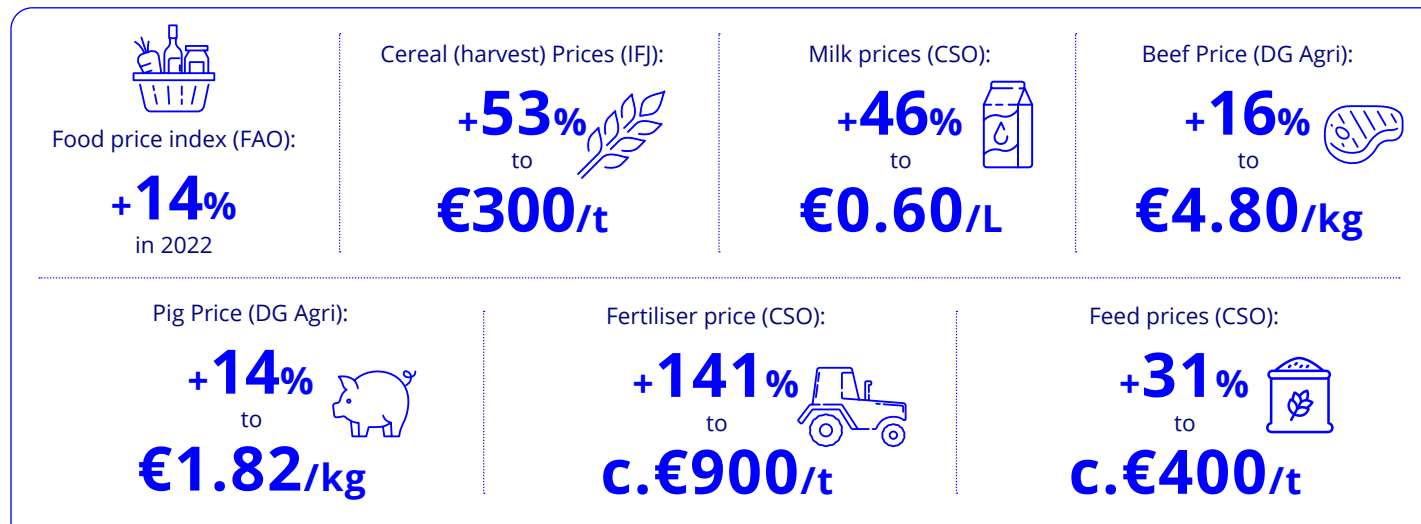 Food price index (FAO):
+14%
in 2022
Cereal (harvest) Prices (IFJ):
+53%
to
€300/t
Milk prices (CSO):
+46%
to
€0.60/L
Beef Price (DG Agri):
+16%
to
€4.80/kg
Pig Price (DG Agri):
+14%
to
€1.82/kg
Fertiliser price (CSO):
+141%
to
c.€900/t
Feed prices (CSO):
+31%
to
c.€400/t